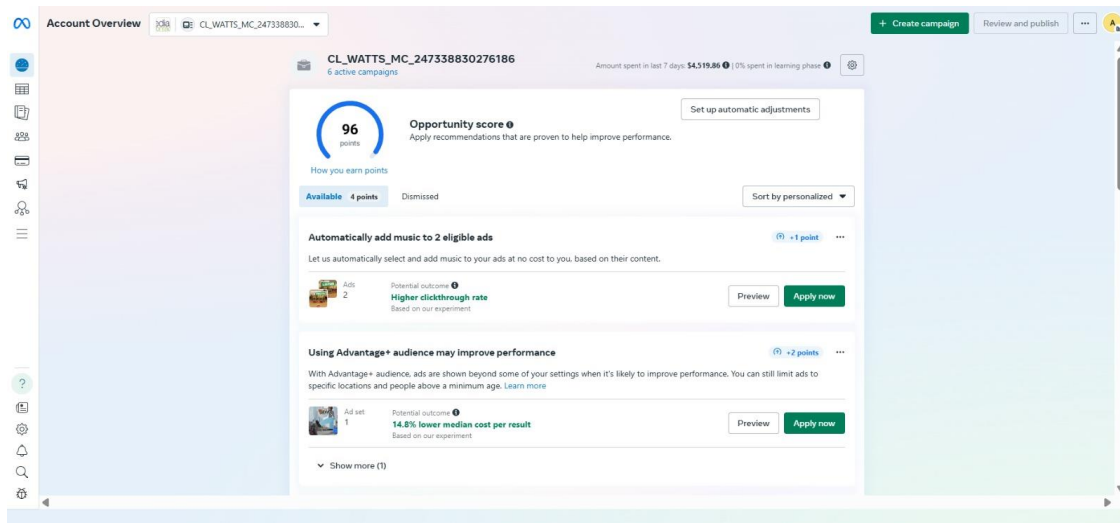 Account Overview
CL_WATTS_MC_247338830...
+ Create campaign
Review and publish
CL_WATTS_MC_247338830276186
6 active campaigns
Amount spent in last 7 days: $4,519.86 | 0% spent in learning phase
96
points
How you earn points
Opportunity score
Apply recommendations that are proven to help improve performance.
Set up automatic adjustments
Available 4 points
Dismissed
Sort by personalized
Automatically add music to 2 eligible ads
+1 point
Let us automatically select and add music to your ads at no cost to you, based on their content.
Ads
2
Potential outcome
Higher clickthrough rate
Based on our experiment
Preview
Apply now
Using Advantage+ audience may improve performance
+2 points
With Advantage+ audience, ads are shown beyond some of your settings when it's likely to improve performance. You can still limit ads to
specific locations and people above a minimum age. Learn more
Ad set
1
Potential outcome
14.8% lower median cost per result
Based on our experiment
Preview
Apply now
Show more (1)